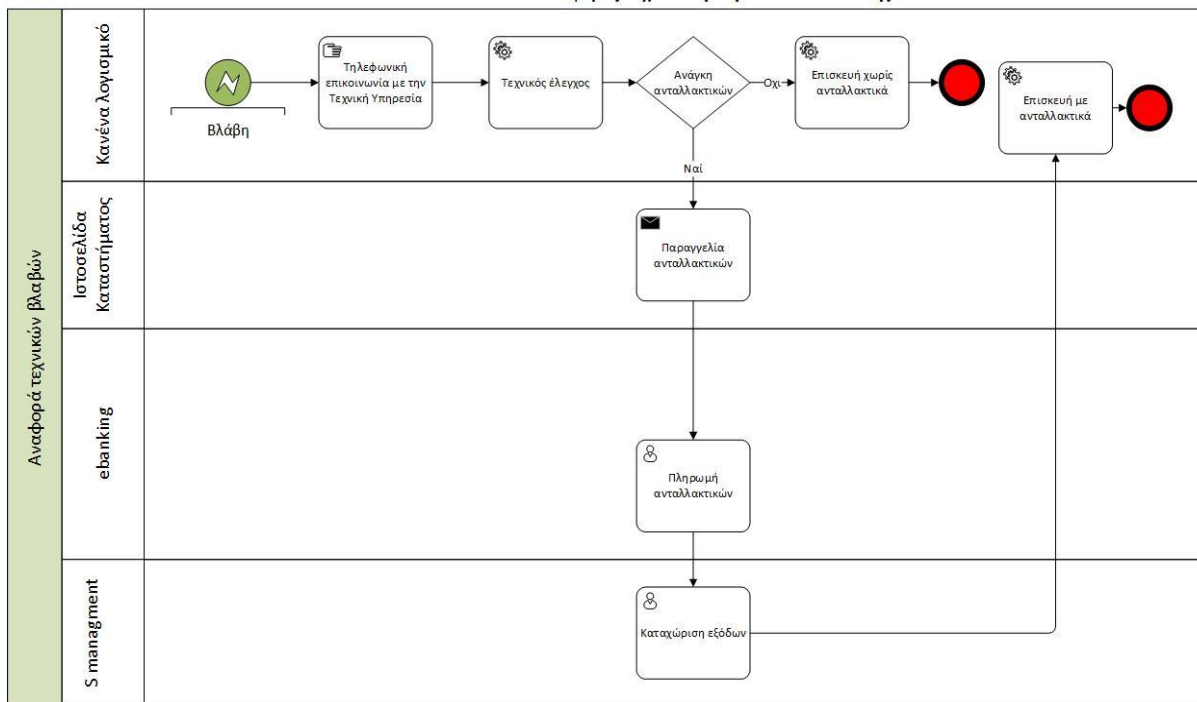 Αναφορά τεχνικών βλαβών
Κανένα λογισμικό
Βλάβη
Τηλεφωνική
επικοινωνία με την
Τεχνική Υπηρεσία
Τεχνικός έλεγχος
Ανάγκη
ανταλλακτικών
Οχι
Επισκευή χωρίς
ανταλλακτικά
Επισκευή με
ανταλλακτικά
Ναί
Ιστοσελίδα
Καταστήματος
Παραγγελία
ανταλλακτικών
ebanking
Πληρωμή
ανταλλακτικών
S managment
Καταχώριση εξόδων